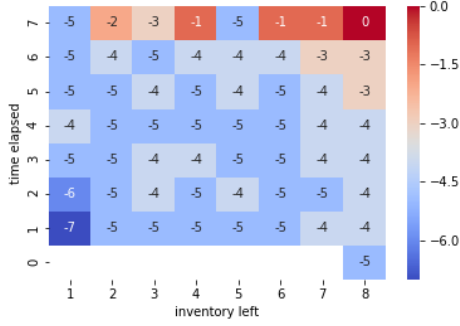 7 -5 -2 -3 -1 -5 -1 -1 0
6 -5 -4 -5 -4 -4 -4 -3 -3
5 -5 -5 -4 -5 -4 -5 -4 -3
4 -4 -5 -5 -5 -5 -5 -4 -4
3 -5 -5 -4 -4 -5 -5 -4 -4
2 -6 -5 -4 -5 -4 -5 -5 -4
1 -7 -5 -5 -5 -5 -5 -4 -4
0 -5
1 2 3 4 5 6 7 8
inventory left
time elapsed
0.0
-1.5
-3.0
-4.5
-6.0